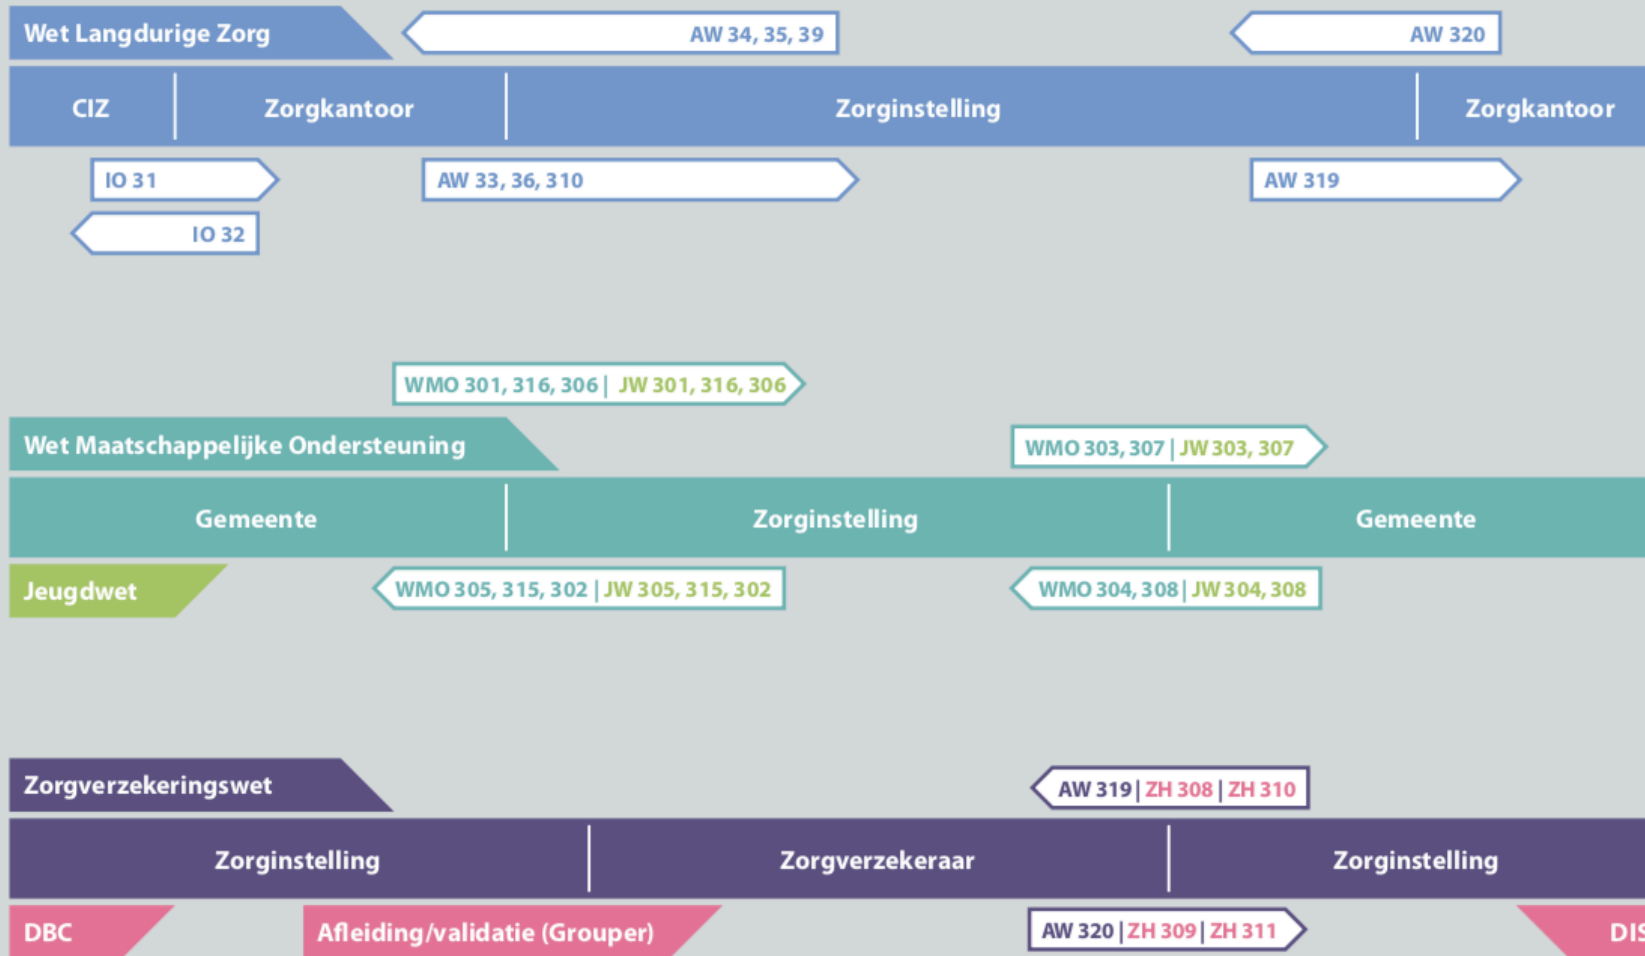 Wet Langdurige Zorg
AW 34, 35, 39
AW 320
CIZ
Zorgkantoor
Zorginstelling
Zorgkantoor
IO 31
AW 33, 36, 310
AW 319
IO 32
WMO 301, 316, 306 | JW 301, 316, 306
Wet Maatschappelijke Ondersteuning
WMO 303, 307 | JW 303, 307
Gemeente
Zorginstelling
Gemeente
Jeugdwet
WMO 305, 315, 302 | JW 305, 315, 302
WMO 304, 308 | JW 304, 308
Zorgverzekeringswet
AW 319 | ZH 308 | ZH 310
Zorginstelling
Zorgverzekeraar
Zorginstelling
DBC
Afleiding/validatie (Grouper)
AW 320 | ZH 309 | ZH 311
DIS